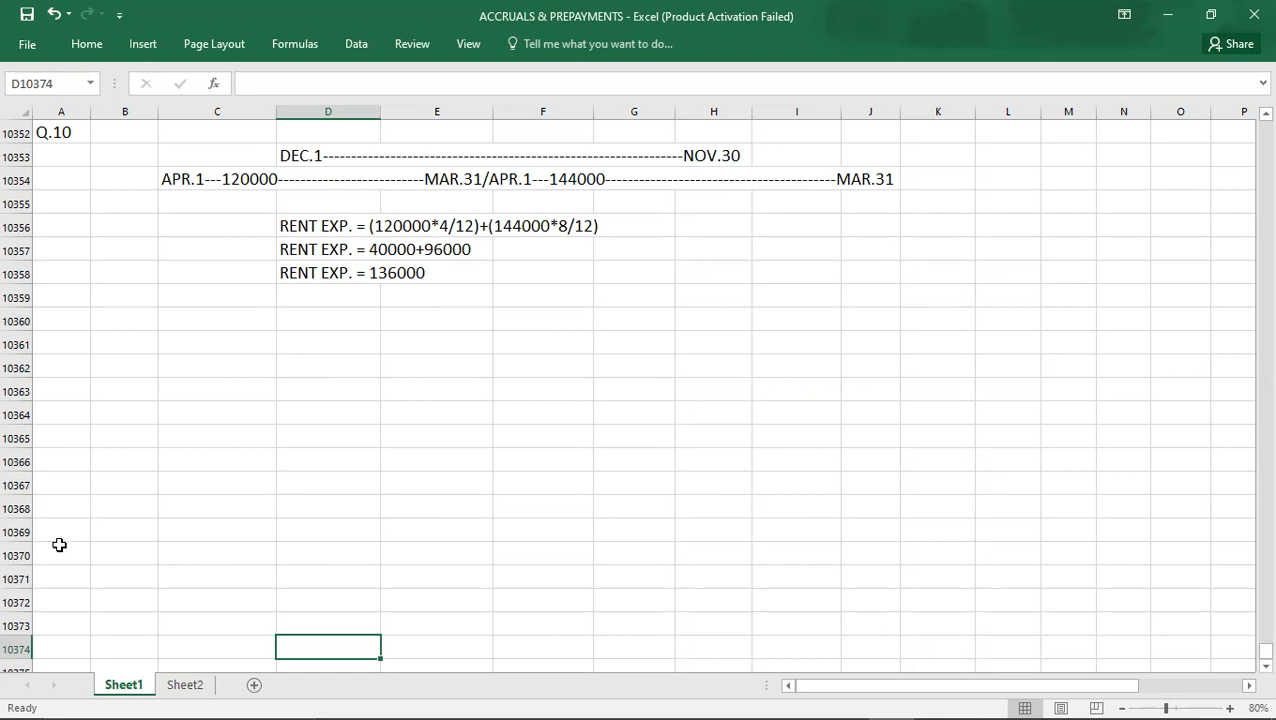 ACCRUALS & PREPAYMENTS - Excel (Product Activation Failed)
File Home Insert Page Layout Formulas Data Review View Tell me what you want to do... Share
D10374 fx
A B C D E F G H I J K L M N O P
10352 Q.10
10353 DEC.1----------------------------------------------------------------NOV.30
10354 APR.1---120000--------------------------MAR.31/APR.1---144000-----------------------------------------MAR.31
10355
10356 RENT EXP. = (120000*4/12)+(144000*8/12)
10357 RENT EXP. = 40000+96000
10358 RENT EXP. = 136000
10359
10360
10361
10362
10363
10364
10365
10366
10367
10368
10369
10370
10371
10372
10373
10374
Sheet1 Sheet2
Ready 80%